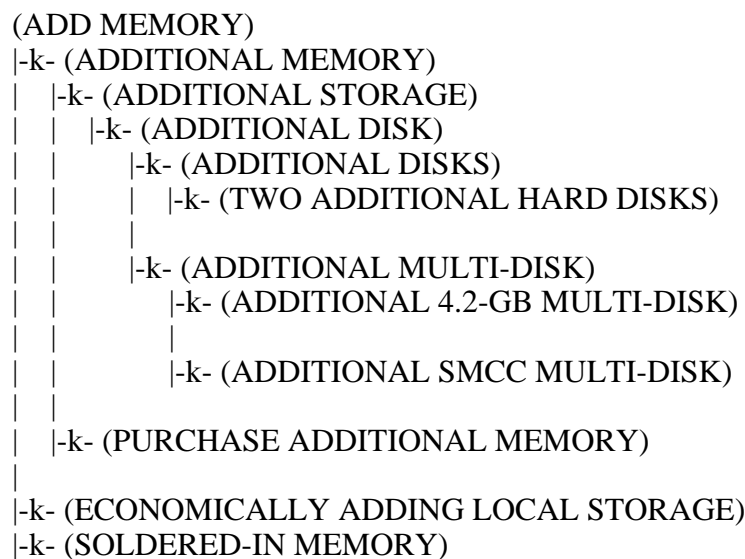 (ADD MEMORY)
|-k- (ADDITIONAL MEMORY)
|   |-k- (ADDITIONAL STORAGE)
|   |   |-k- (ADDITIONAL DISK)
|   |       |-k- (ADDITIONAL DISKS)
|   |       |   |-k- (TWO ADDITIONAL HARD DISKS)
|   |       |
|   |       |-k- (ADDITIONAL MULTI-DISK)
|   |           |-k- (ADDITIONAL 4.2-GB MULTI-DISK)
|   |           |
|   |           |-k- (ADDITIONAL SMCC MULTI-DISK)
|   |
|   |-k- (PURCHASE ADDITIONAL MEMORY)
|
|-k- (ECONOMICALLY ADDING LOCAL STORAGE)
|-k- (SOLDERED-IN MEMORY)